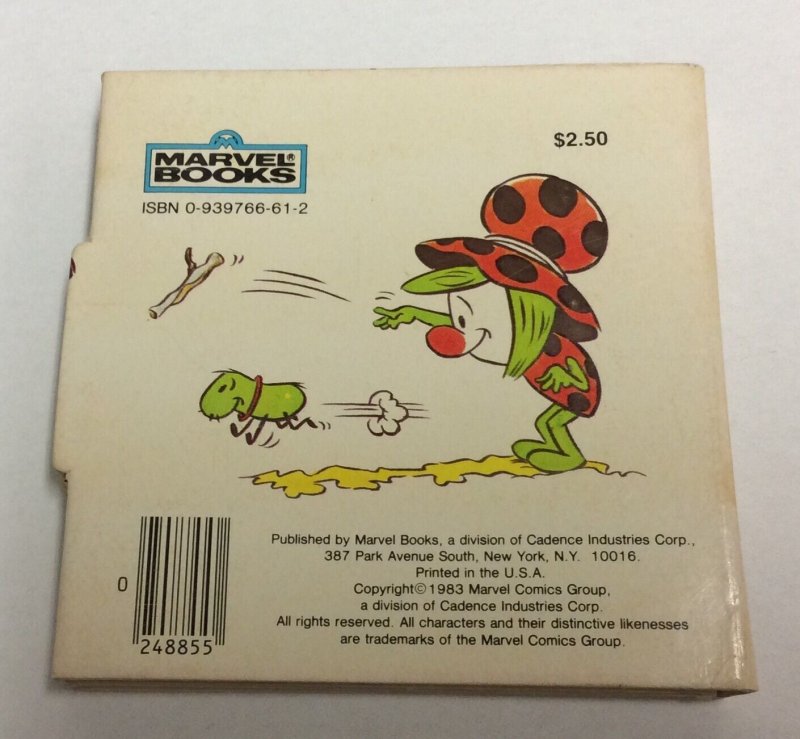 MARVEL®
BOOKS
$2.50
ISBN 0-939766-61-2
Published by Marvel Books, a division of Cadence Industries Corp.,
387 Park Avenue South, New York, N.Y. 10016.
Printed in the U.S.A.
Copyright©1983 Marvel Comics Group,
a division of Cadence Industries Corp.
All rights reserved. All characters and their distinctive likenesses
are trademarks of the Marvel Comics Group.
0
248855